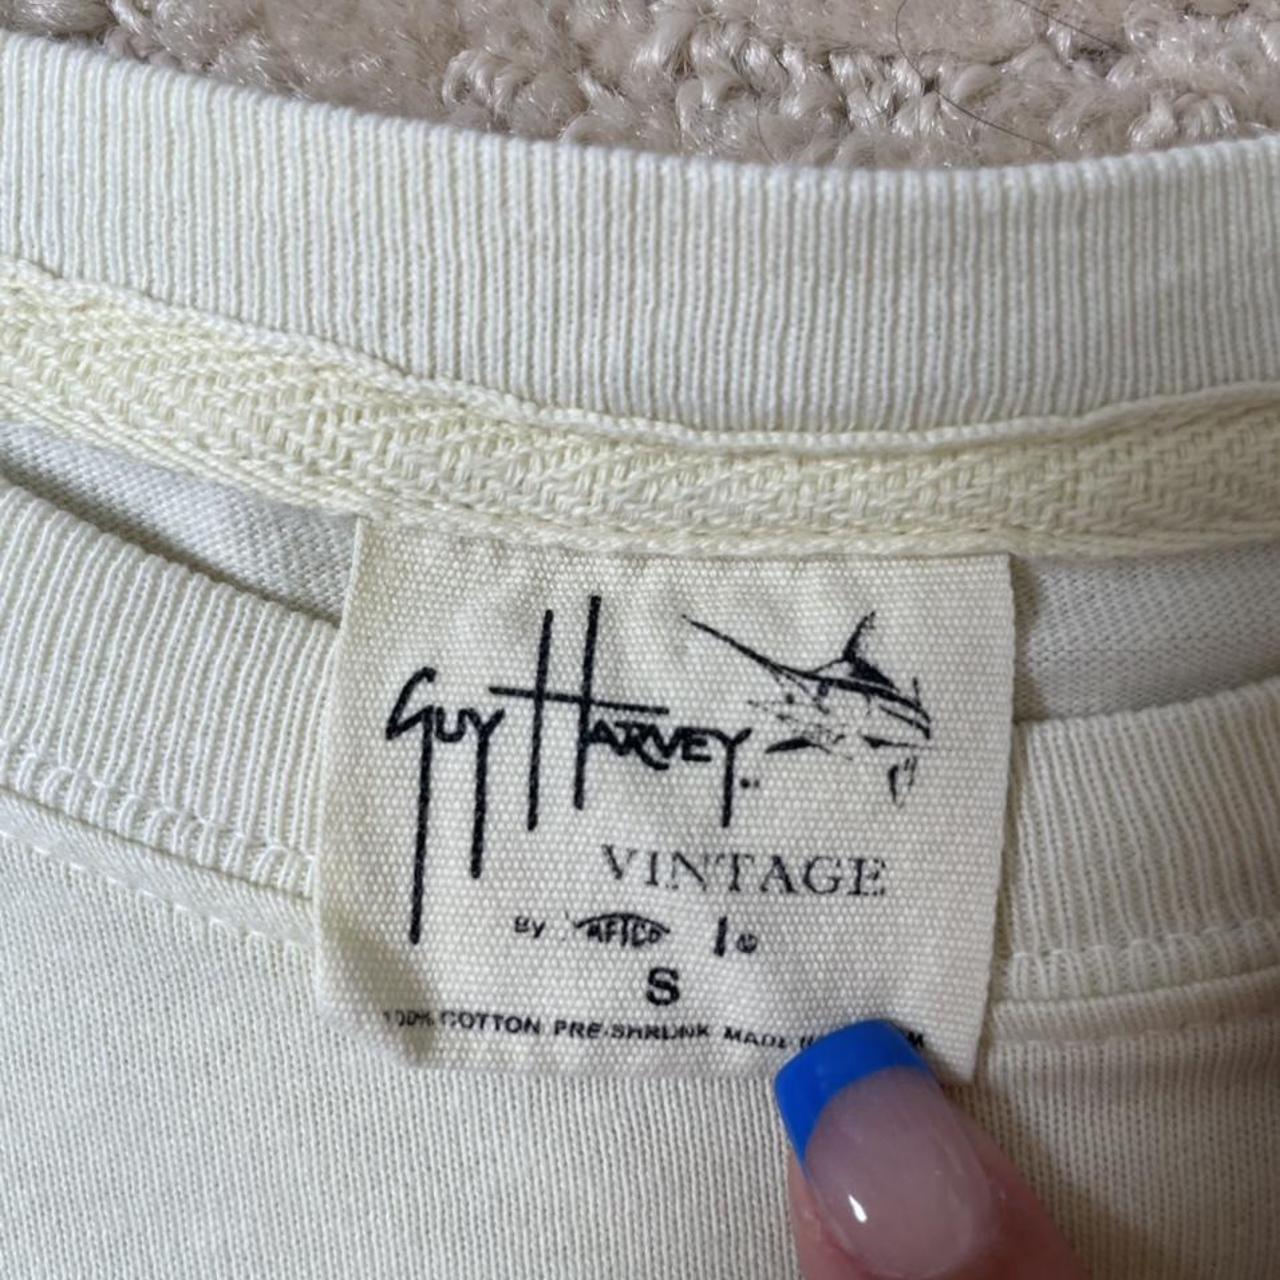 GUY HARVEY
VINTAGE
By AFTCO
S
100% COTTON PRE-SHRUNK MADE